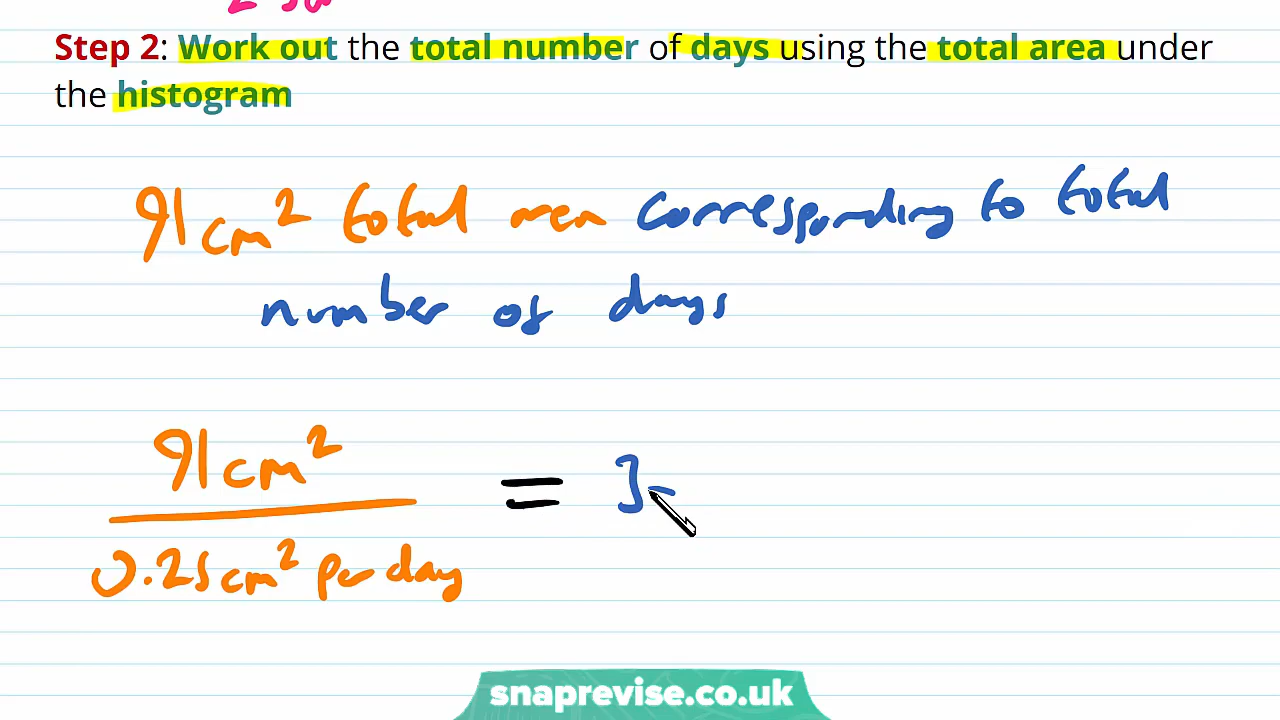 Step 2: Work out the total number of days using the total area under
the histogram
91cm² total area corresponding to total
number of days
91cm²
= 3
0.25cm² per day
snaprevise.co.uk